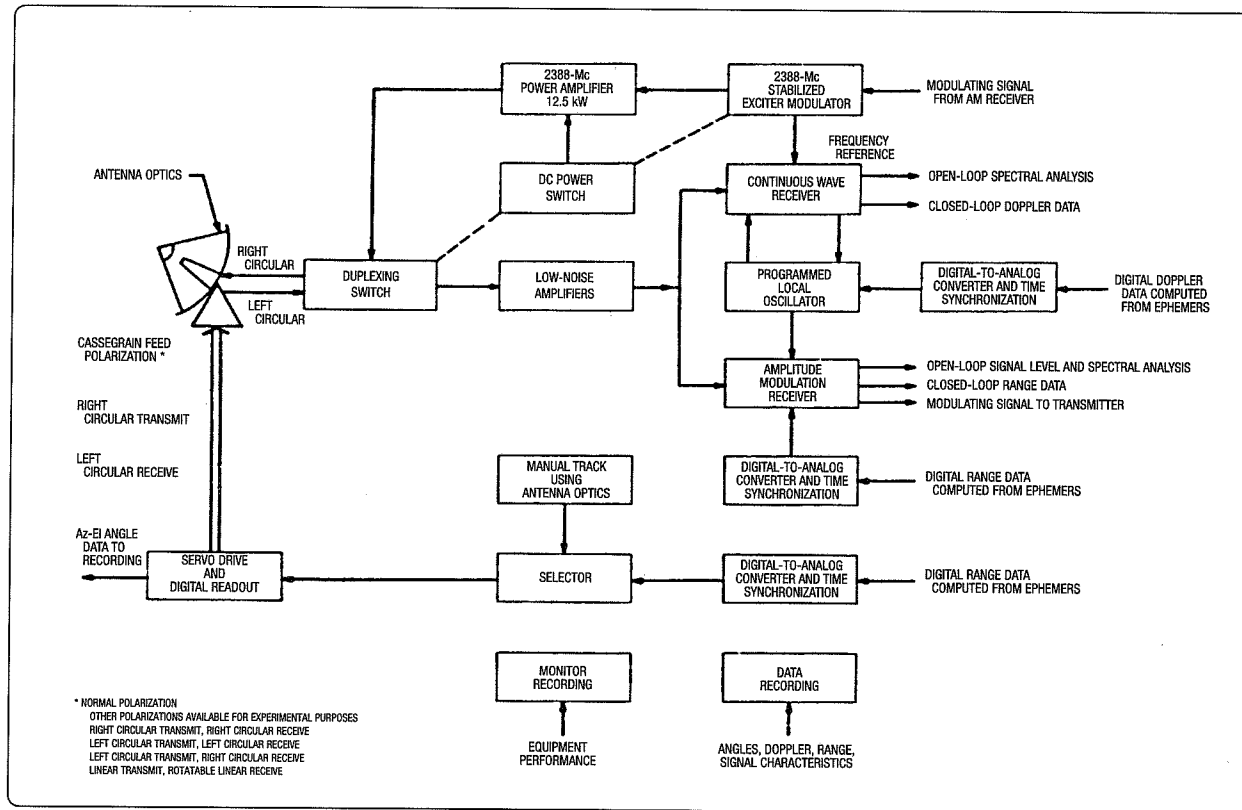 2388-Mc
POWER AMPLIFIER
12.5 kW
2388-Mc
STABILIZED
EXCITER MODULATOR
MODULATING SIGNAL
FROM AM RECEIVER
FREQUENCY
REFERENCE
ANTENNA OPTICS
DC POWER
SWITCH
CONTINUOUS WAVE
RECEIVER
OPEN-LOOP SPECTRAL ANALYSIS
CLOSED-LOOP DOPPLER DATA
RIGHT
CIRCULAR
DUPLEXING
SWITCH
LOW-NOISE
AMPLIFIERS
PROGRAMMED
LOCAL
OSCILLATOR
DIGITAL-TO-ANALOG
CONVERTER AND TIME
SYNCHRONIZATION
DIGITAL DOPPLER
DATA COMPUTED
FROM EPHEMERS
LEFT
CIRCULAR
CASSEGRAIN FEED
POLARIZATION *
AMPLITUDE
MODULATION
RECEIVER
OPEN-LOOP SIGNAL LEVEL AND SPECTRAL ANALYSIS
CLOSED-LOOP RANGE DATA
MODULATING SIGNAL TO TRANSMITTER
RIGHT
CIRCULAR TRANSMIT
LEFT
CIRCULAR RECEIVE
MANUAL TRACK
USING
ANTENNA OPTICS
DIGITAL-TO-ANALOG
CONVERTER AND TIME
SYNCHRONIZATION
DIGITAL RANGE DATA
COMPUTED FROM EPHEMERS
Az-El ANGLE
DATA TO
RECORDING
SERVO DRIVE
AND
DIGITAL READOUT
SELECTOR
DIGITAL-TO-ANALOG
CONVERTER AND TIME
SYNCHRONIZATION
DIGITAL RANGE DATA
COMPUTED FROM EPHEMERS
MONITOR
RECORDING
DATA
RECORDING
* NORMAL POLARIZATION
OTHER POLARIZATIONS AVAILABLE FOR EXPERIMENTAL PURPOSES
RIGHT CIRCULAR TRANSMIT, RIGHT CIRCULAR RECEIVE
LEFT CIRCULAR TRANSMIT, LEFT CIRCULAR RECEIVE
LEFT CIRCULAR TRANSMIT, RIGHT CIRCULAR RECEIVE
LINEAR TRANSMIT, ROTATABLE LINEAR RECEIVE
EQUIPMENT
PERFORMANCE
ANGLES, DOPPLER, RANGE,
SIGNAL CHARACTERISTICS